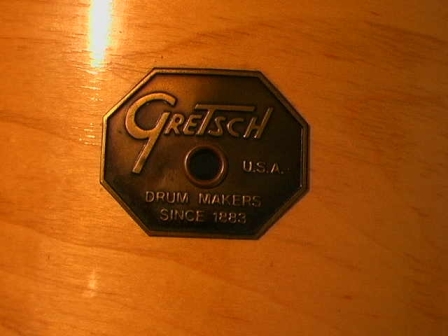 GRETSCH
U.S.A.
DRUM MAKERS
SINCE 1883